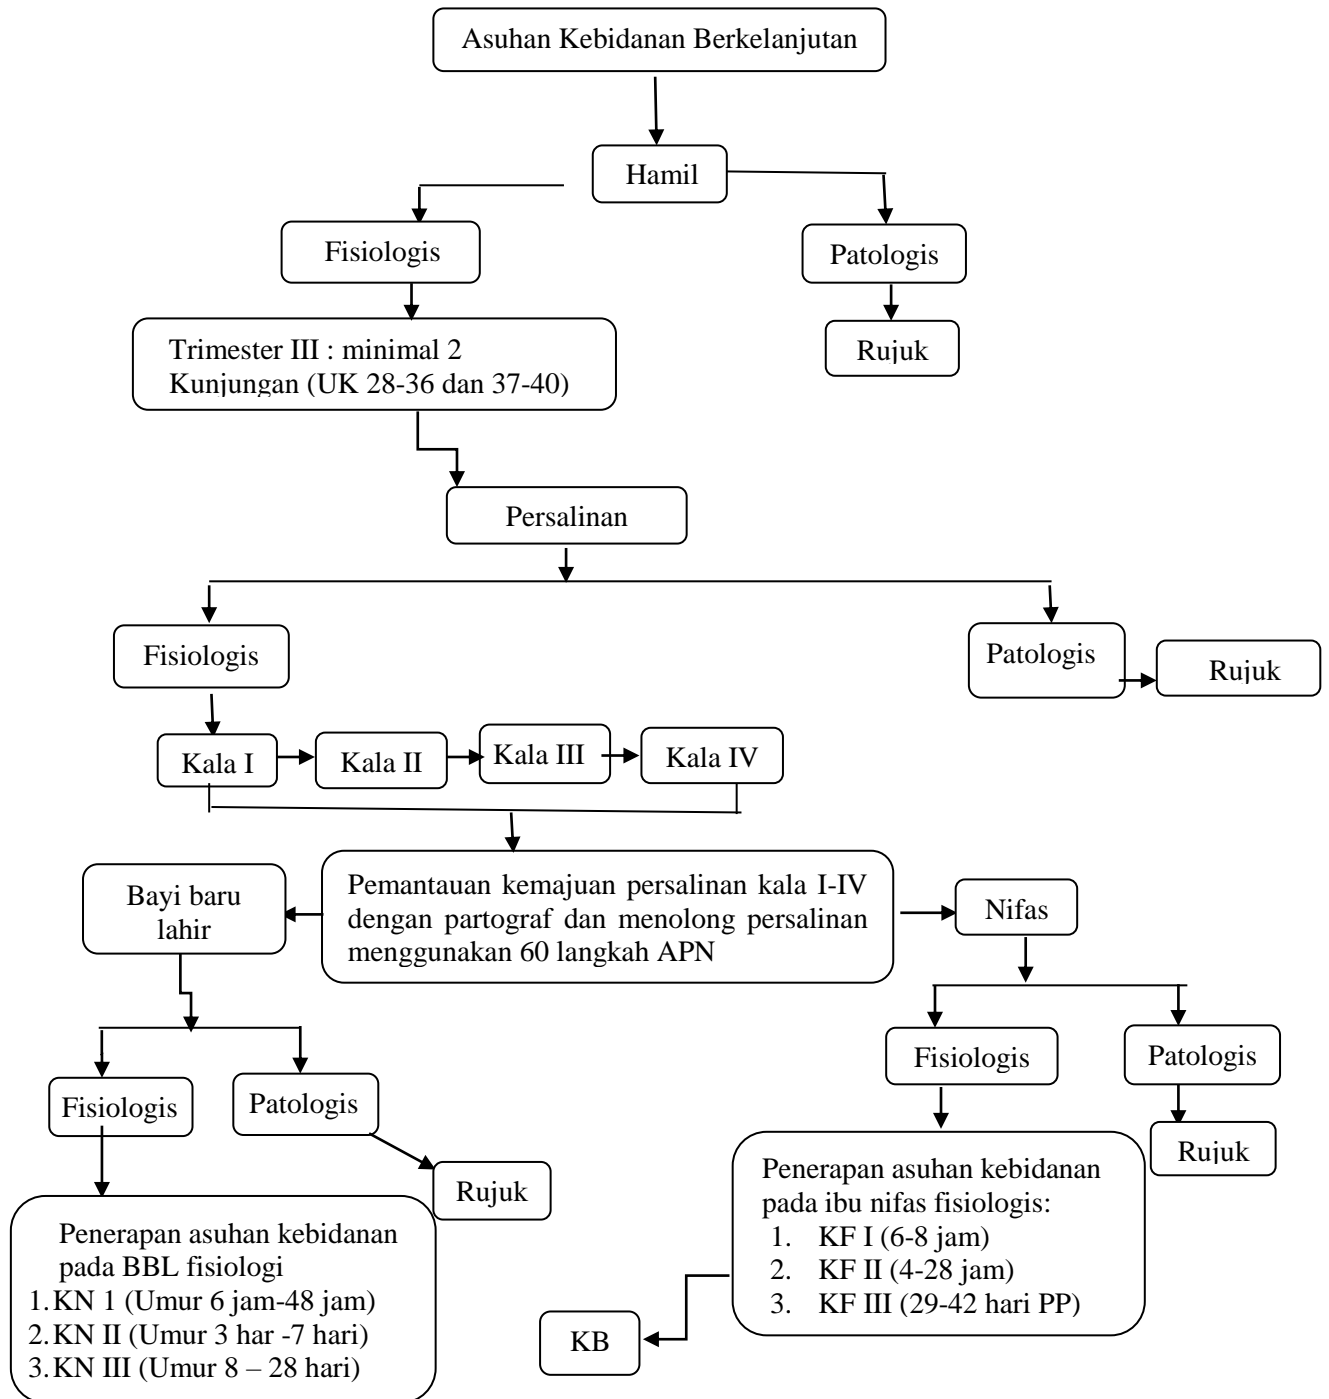 Asuhan Kebidanan Berkelanjutan
Hamil
Fisiologis
Patologis
Trimester III : minimal 2
Kunjungan (UK 28-36 dan 37-40)
Rujuk
Persalinan
Fisiologis
Patologis
Rujuk
Kala I
Kala II
Kala III
Kala IV
Pemantauan kemajuan persalinan kala I-IV
dengan partograf dan menolong persalinan
menggunakan 60 langkah APN
Bayi baru
lahir
Nifas
Fisiologis
Patologis
Rujuk
Penerapan asuhan kebidanan
pada BBL fisiologi
1. KN 1 (Umur 6 jam-48 jam)
2. KN II (Umur 3 har -7 hari)
3. KN III (Umur 8 – 28 hari)
Fisiologis
Patologis
Rujuk
Penerapan asuhan kebidanan
pada ibu nifas fisiologis:
1. KF I (6-8 jam)
2. KF II (4-28 jam)
3. KF III (29-42 hari PP)
KB